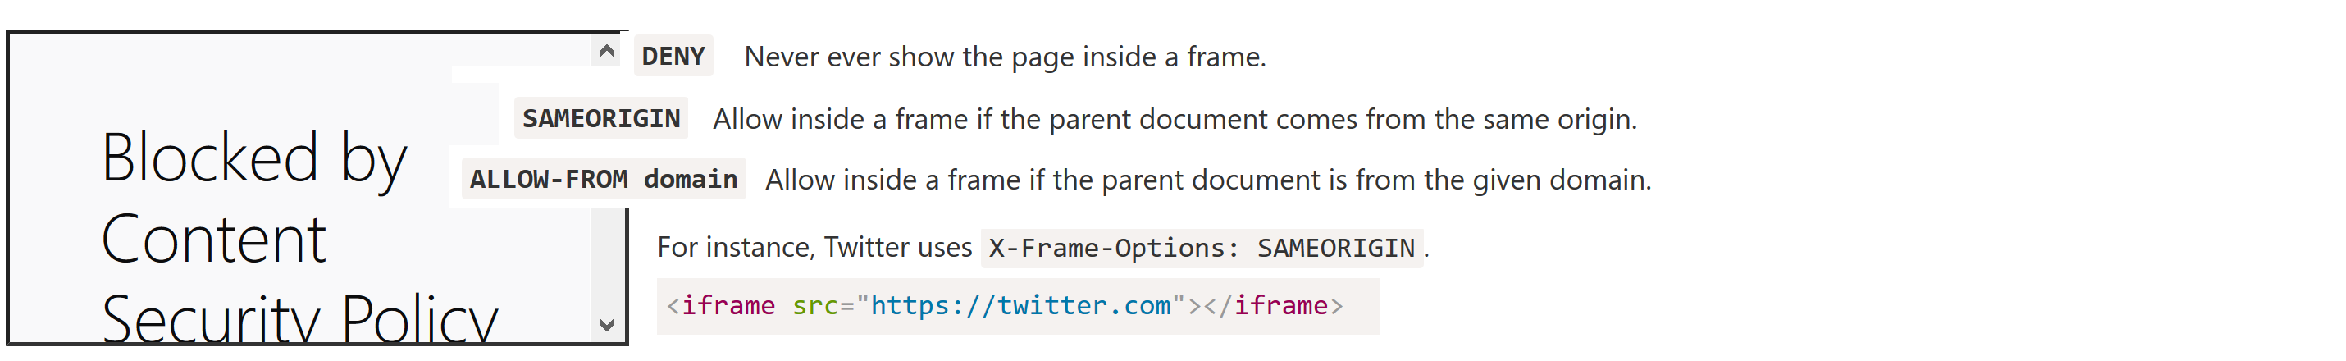 Blocked by
Content
Security Policy
DENY Never ever show the page inside a frame.
SAMEORIGIN Allow inside a frame if the parent document comes from the same origin.
ALLOW-FROM domain Allow inside a frame if the parent document is from the given domain.
For instance, Twitter uses X-Frame-Options: SAMEORIGIN.
<iframe src="https://twitter.com"></iframe>